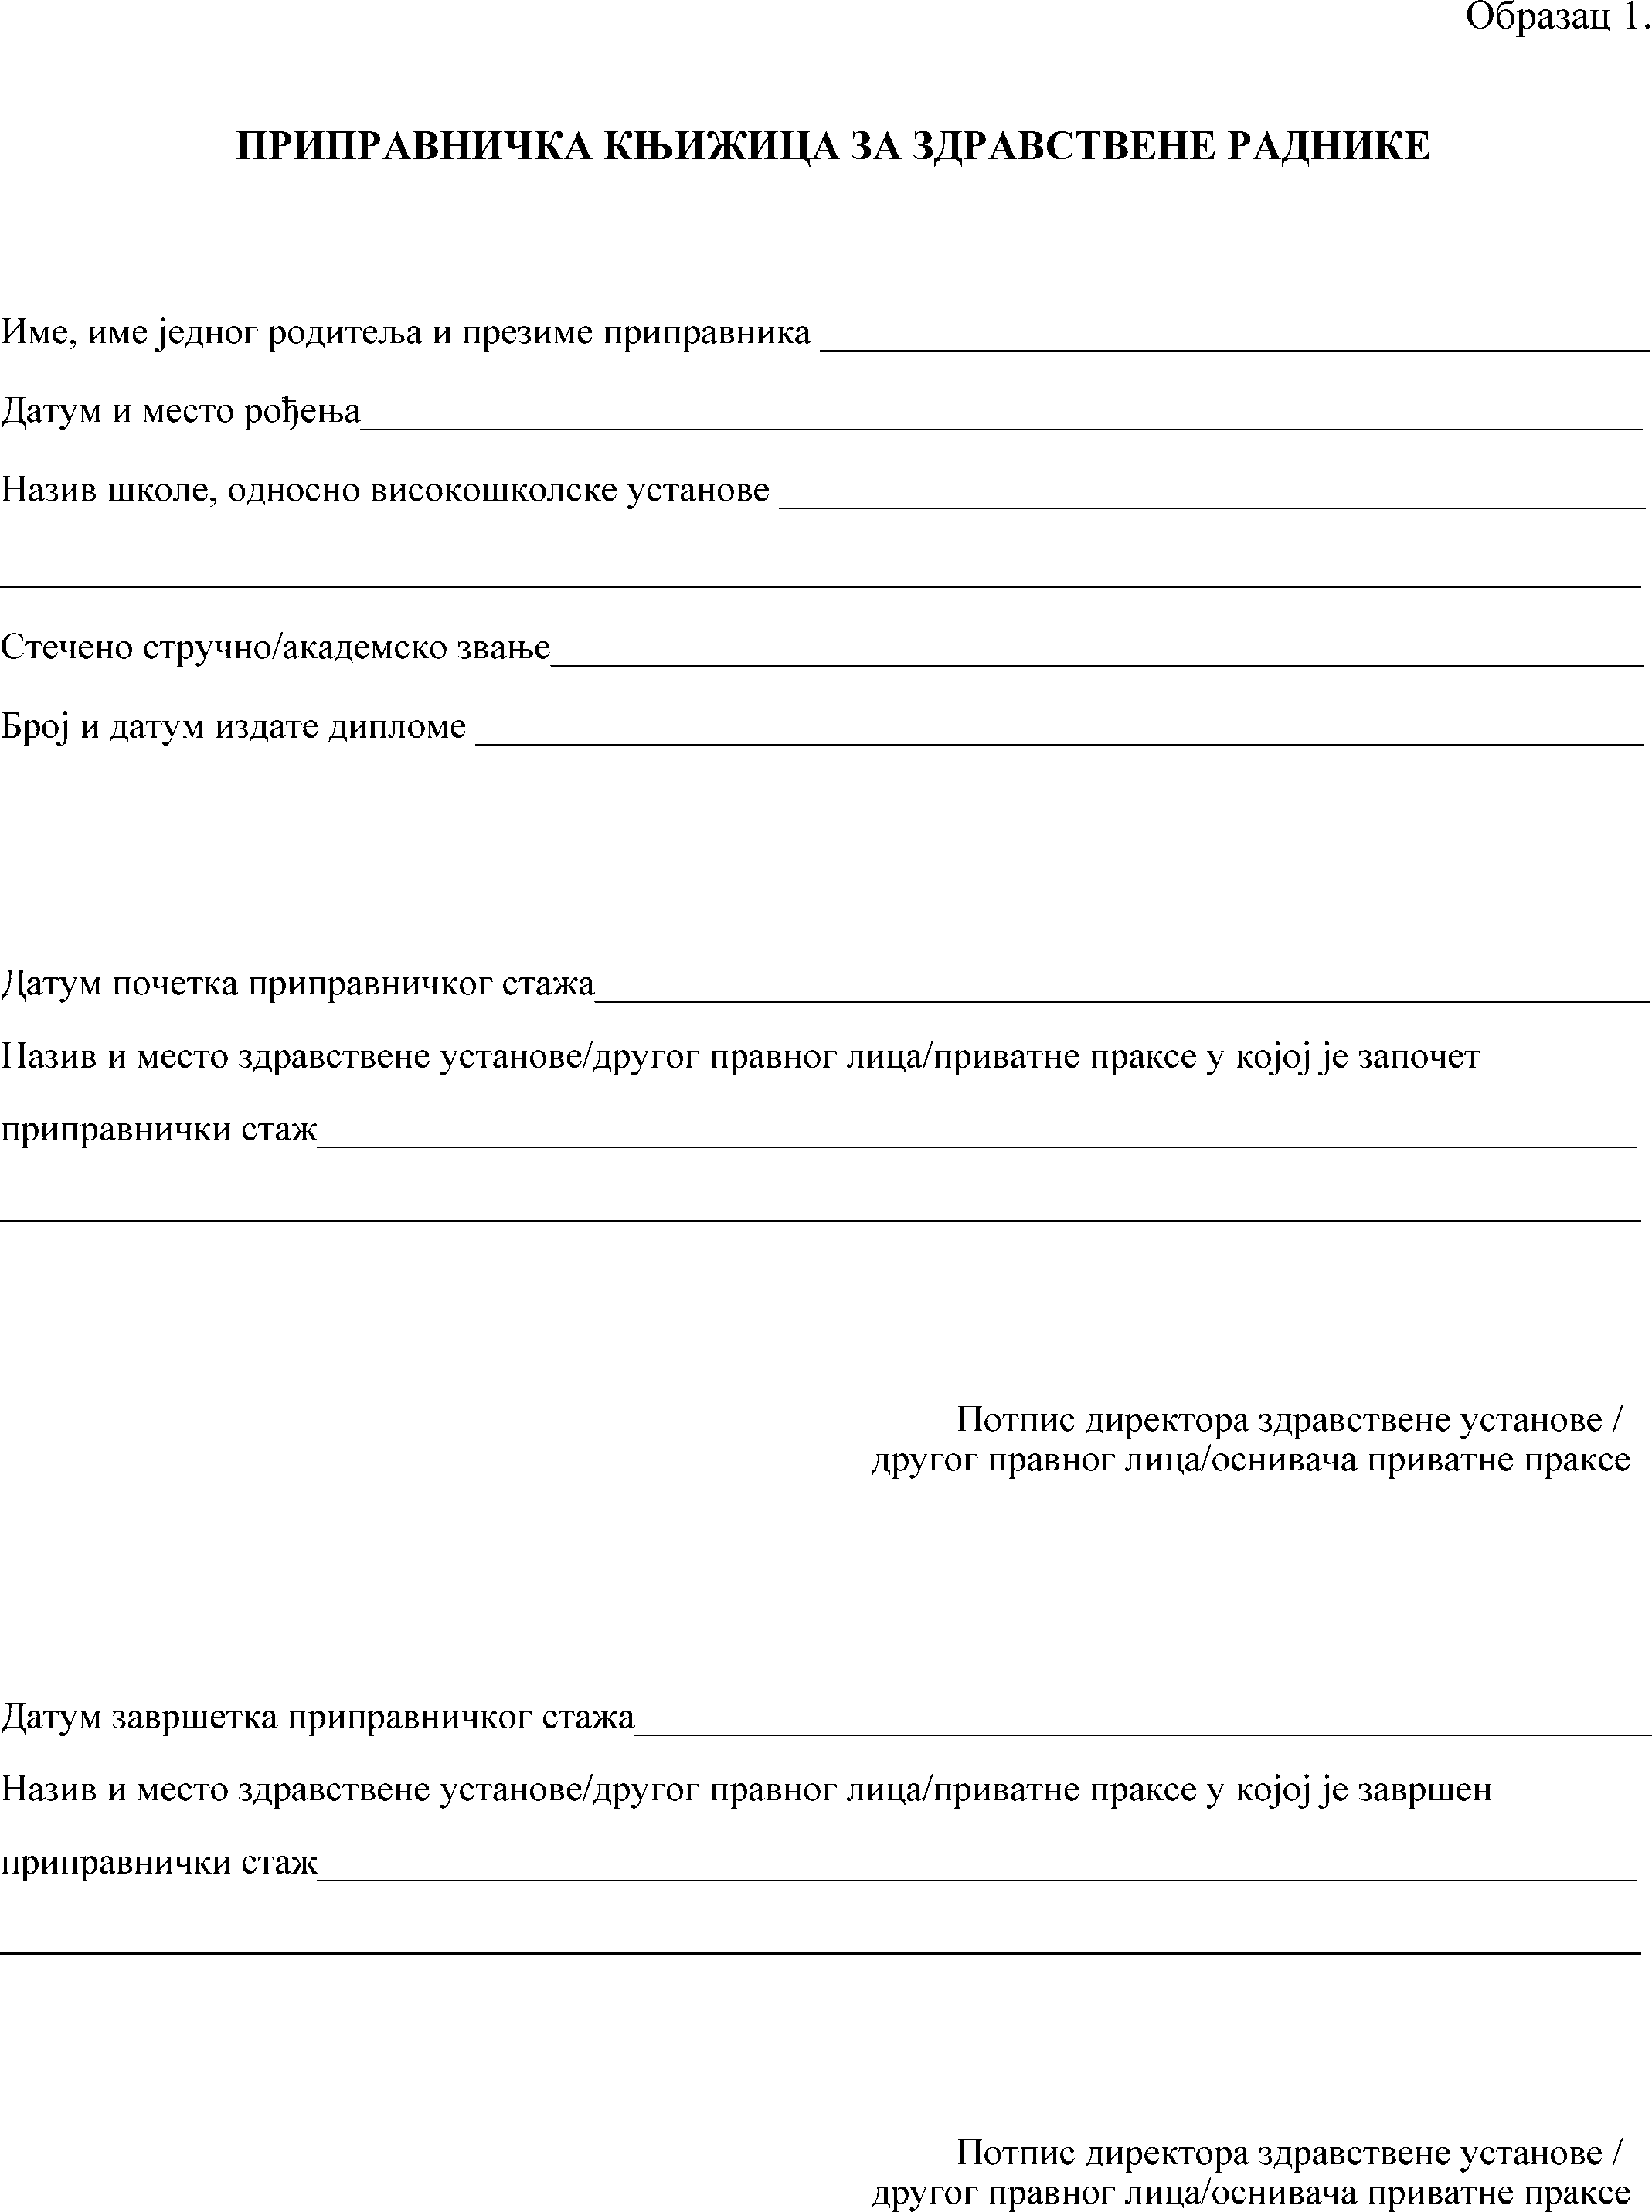 Образац 1.
ПРИПРАВНИЧКА КЊИЖИЦА ЗА ЗДРАВСТВЕНЕ РАДНИКЕ
Име, име једног родитеља и презиме приправника
Датум и место рођења
Назив школе, односно високошколске установе
Стечено стручно/академско звање
Број и датум издате дипломе
Датум почетка приправничког стажа
Назив и место здравствене установе/другог правног лица/приватне праксе у којој је започет
приправнички стаж
Потпис директора здравствене установе /
другог правног лица/оснивача приватне праксе
Датум завршетка приправничког стажа
Назив и место здравствене установе/другог правног лица/приватне праксе у којој је завршен
приправнички стаж
Потпис директора здравствене установе /
другог правног лица/оснивача приватне праксе